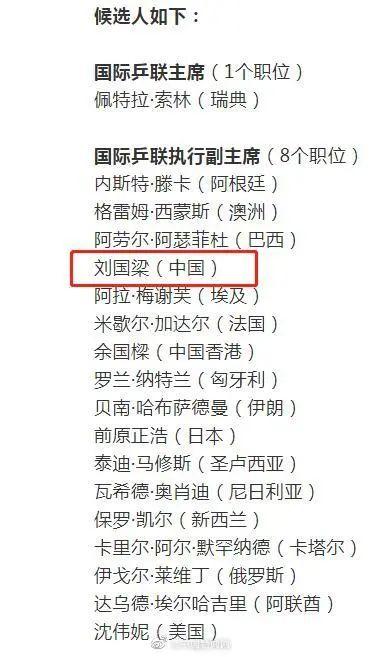 候选人如下：
国际乒联主席（1个职位）
佩特拉·索林（瑞典）
国际乒联执行副主席（8个职位）
内斯特·滕卡（阿根廷）
格雷姆·西蒙斯（澳洲）
阿劳尔·阿瑟菲杜（巴西）
刘国梁（中国）
阿拉·梅谢芙（埃及）
米歇尔·加达尔（法国）
余国樑（中国香港）
罗兰·纳特兰（匈牙利）
贝南·哈布萨德曼（伊朗）
前原正浩（日本）
泰迪·马修斯（圣卢西亚）
瓦希德·奥肖迪（尼日利亚）
保罗·凯尔（新西兰）
卡里尔·阿尔·默罕纳德（卡塔尔）
伊戈尔·莱维丁（俄罗斯）
达乌德·埃尔哈吉里（阿联酋）
沈伟妮（美国）